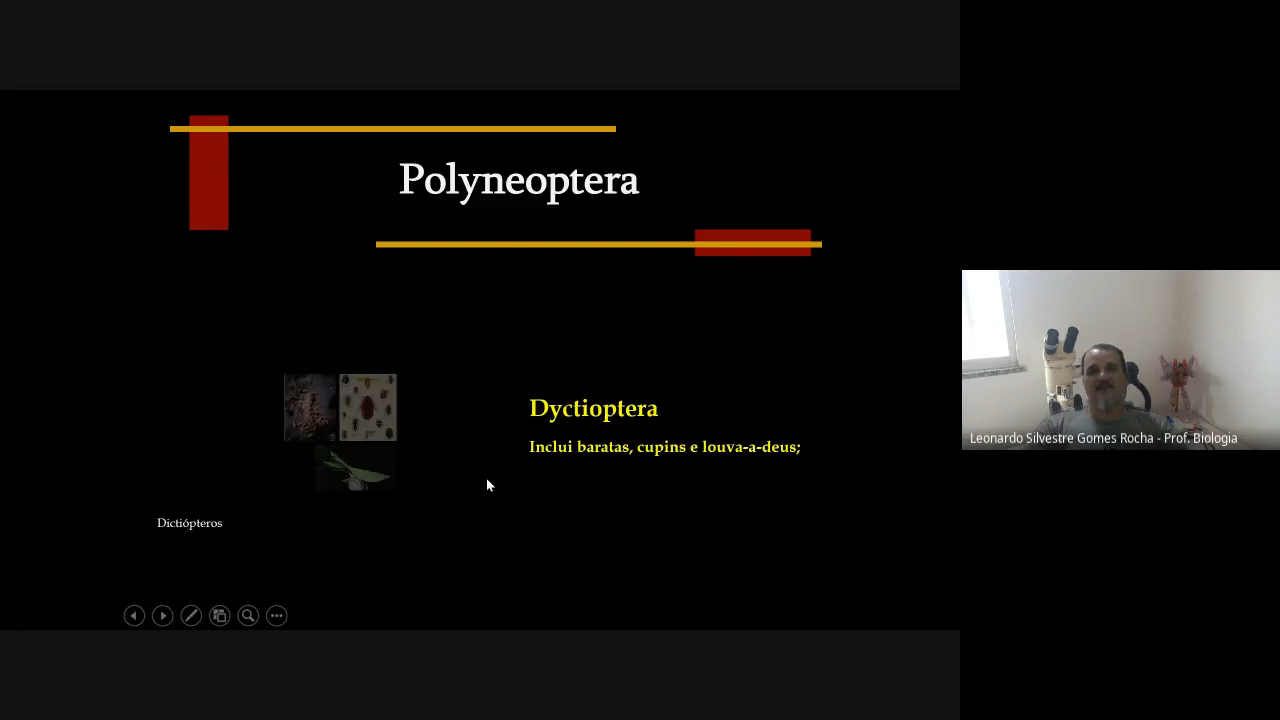 Polyneoptera
Dyctioptera
Inclui baratas, cupins e louva-a-deus;
Dictiópteros
Leonardo Silvestre Gomes Rocha - Prof. Biologia